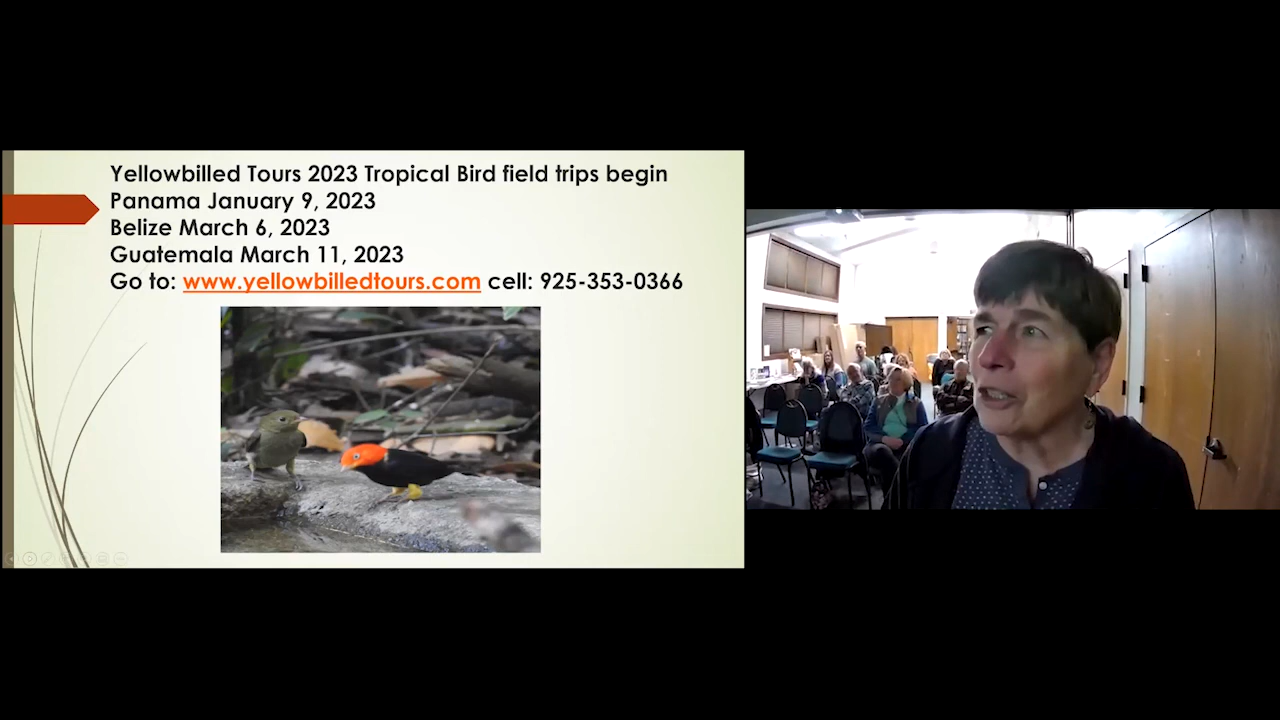 Yellowbilled Tours 2023 Tropical Bird field trips begin
Panama January 9, 2023
Belize March 6, 2023
Guatemala March 11, 2023
Go to: www.yellowbilledtours.com cell: 925-353-0366